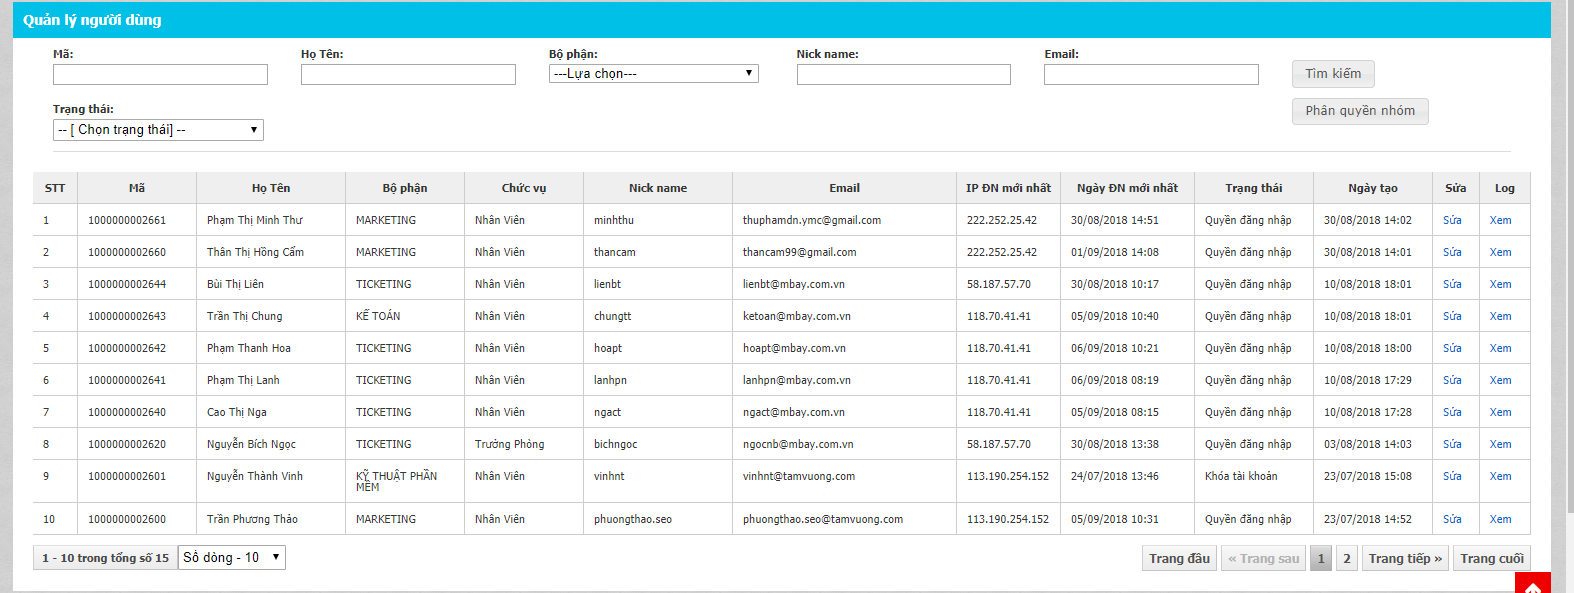 Quản lý người dùng
Mã: Họ Tên: Bộ phận: Nick name: Email:
---Lựa chọn--- Tìm kiếm
Trạng thái: Phân quyền nhóm
-- [ Chọn trạng thái] --
STT Mã Họ Tên Bộ phận Chức vụ Nick name Email IP ĐN mới nhất Ngày ĐN mới nhất Trạng thái Ngày tạo Sửa Log
1 1000000002661 Phạm Thị Minh Thư MARKETING Nhân Viên minhthu thuphamdn.ymc@gmail.com 222.252.25.42 30/08/2018 14:51 Quyền đăng nhập 30/08/2018 14:02 Sửa Xem
2 1000000002660 Thân Thị Hồng Cẩm MARKETING Nhân Viên thancam thancam99@gmail.com 222.252.25.42 01/09/2018 14:08 Quyền đăng nhập 30/08/2018 14:01 Sửa Xem
3 1000000002644 Bùi Thị Liên TICKETING Nhân Viên lienbt lienbt@mbay.com.vn 58.187.57.70 30/08/2018 10:17 Quyền đăng nhập 10/08/2018 18:01 Sửa Xem
4 1000000002643 Trần Thị Chung KẾ TOÁN Nhân Viên chungtt ketoan@mbay.com.vn 118.70.41.41 05/09/2018 10:40 Quyền đăng nhập 10/08/2018 18:01 Sửa Xem
5 1000000002642 Phạm Thanh Hoa TICKETING Nhân Viên hoapt hoapt@mbay.com.vn 118.70.41.41 06/09/2018 10:21 Quyền đăng nhập 10/08/2018 18:00 Sửa Xem
6 1000000002641 Phạm Thị Lanh TICKETING Nhân Viên lanhpn lanhpn@mbay.com.vn 118.70.41.41 06/09/2018 08:19 Quyền đăng nhập 10/08/2018 17:29 Sửa Xem
7 1000000002640 Cao Thị Nga TICKETING Nhân Viên ngact ngact@mbay.com.vn 118.70.41.41 05/09/2018 08:15 Quyền đăng nhập 10/08/2018 17:28 Sửa Xem
8 1000000002620 Nguyễn Bích Ngọc TICKETING Trưởng Phòng bichngoc ngocnb@mbay.com.vn 58.187.57.70 30/08/2018 13:38 Quyền đăng nhập 03/08/2018 14:03 Sửa Xem
9 1000000002601 Nguyễn Thành Vinh KỸ THUẬT PHẦN MỀM Nhân Viên vinhnt vinhnt@tamvuong.com 113.190.254.152 24/07/2018 13:46 Khóa tài khoản 23/07/2018 15:08 Sửa Xem
10 1000000002600 Trần Phương Thảo MARKETING Nhân Viên phuongthao.seo phuongthao.seo@tamvuong.com 113.190.254.152 05/09/2018 10:31 Quyền đăng nhập 23/07/2018 14:52 Sửa Xem
1 - 10 trong tổng số 15 Số dòng - 10 Trang đầu « Trang sau 1 2 Trang tiếp » Trang cuối